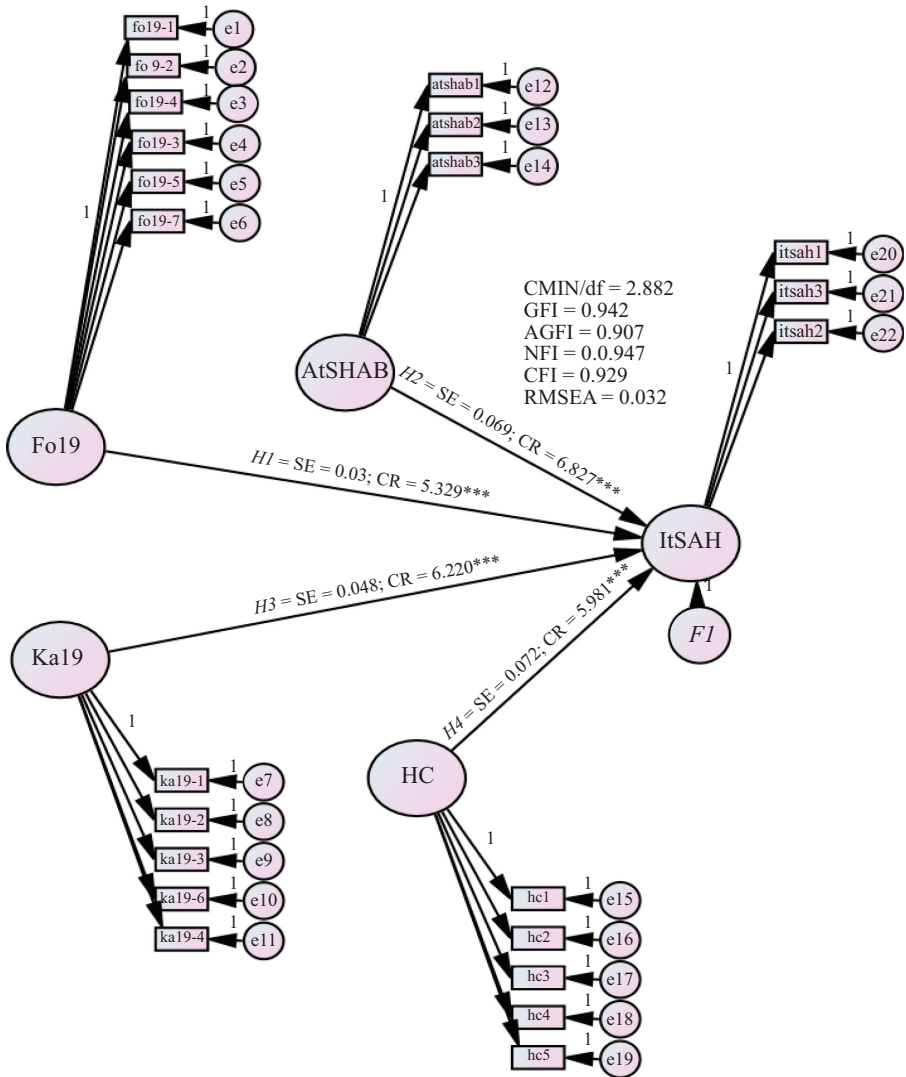 fo19-1 1 e1
fo 9-2 1 e2
fo19-4 1 e3
fo19-3 1 e4
fo19-5 1 e5
fo19-7 1 e6
1
Fo19
atshab1 1 e12
atshab2 1 e13
atshab3 1 e14
1
AtSHAB
CMIN/df = 2.882
GFI = 0.942
AGFI = 0.907
NFI = 0.0.947
CFI = 0.929
RMSEA = 0.032
itsah1 1 e20
itsah3 1 e21
itsah2 1 e22
1
H2 = SE = 0.069; CR = 6.827***
H1 = SE = 0.03; CR = 5.329***
ItSAH
1
F1
H3 = SE = 0.048; CR = 6.220***
H4 = SE = 0.072; CR = 5.981***
Ka19
1
ka19-1 1 e7
ka19-2 1 e8
ka19-3 1 e9
ka19-6 1 e10
ka19-4 1 e11
HC
1
hc1 1 e15
hc2 1 e16
hc3 1 e17
hc4 1 e18
hc5 1 e19